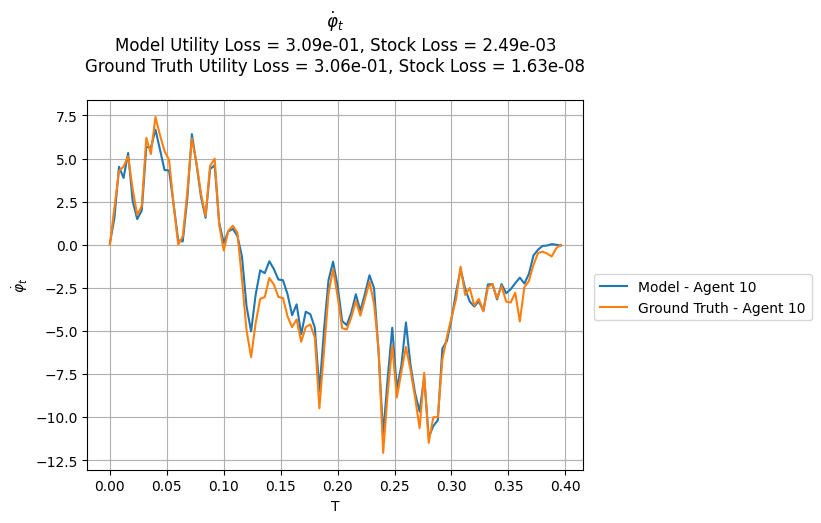 φ̇ₜ
Model Utility Loss = 3.09e-01, Stock Loss = 2.49e-03
Ground Truth Utility Loss = 3.06e-01, Stock Loss = 1.63e-08
7.5
5.0
2.5
0.0
−2.5
−5.0
−7.5
−10.0
−12.5
φ̇ₜ
0.00 0.05 0.10 0.15 0.20 0.25 0.30 0.35 0.40
T
Model - Agent 10
Ground Truth - Agent 10